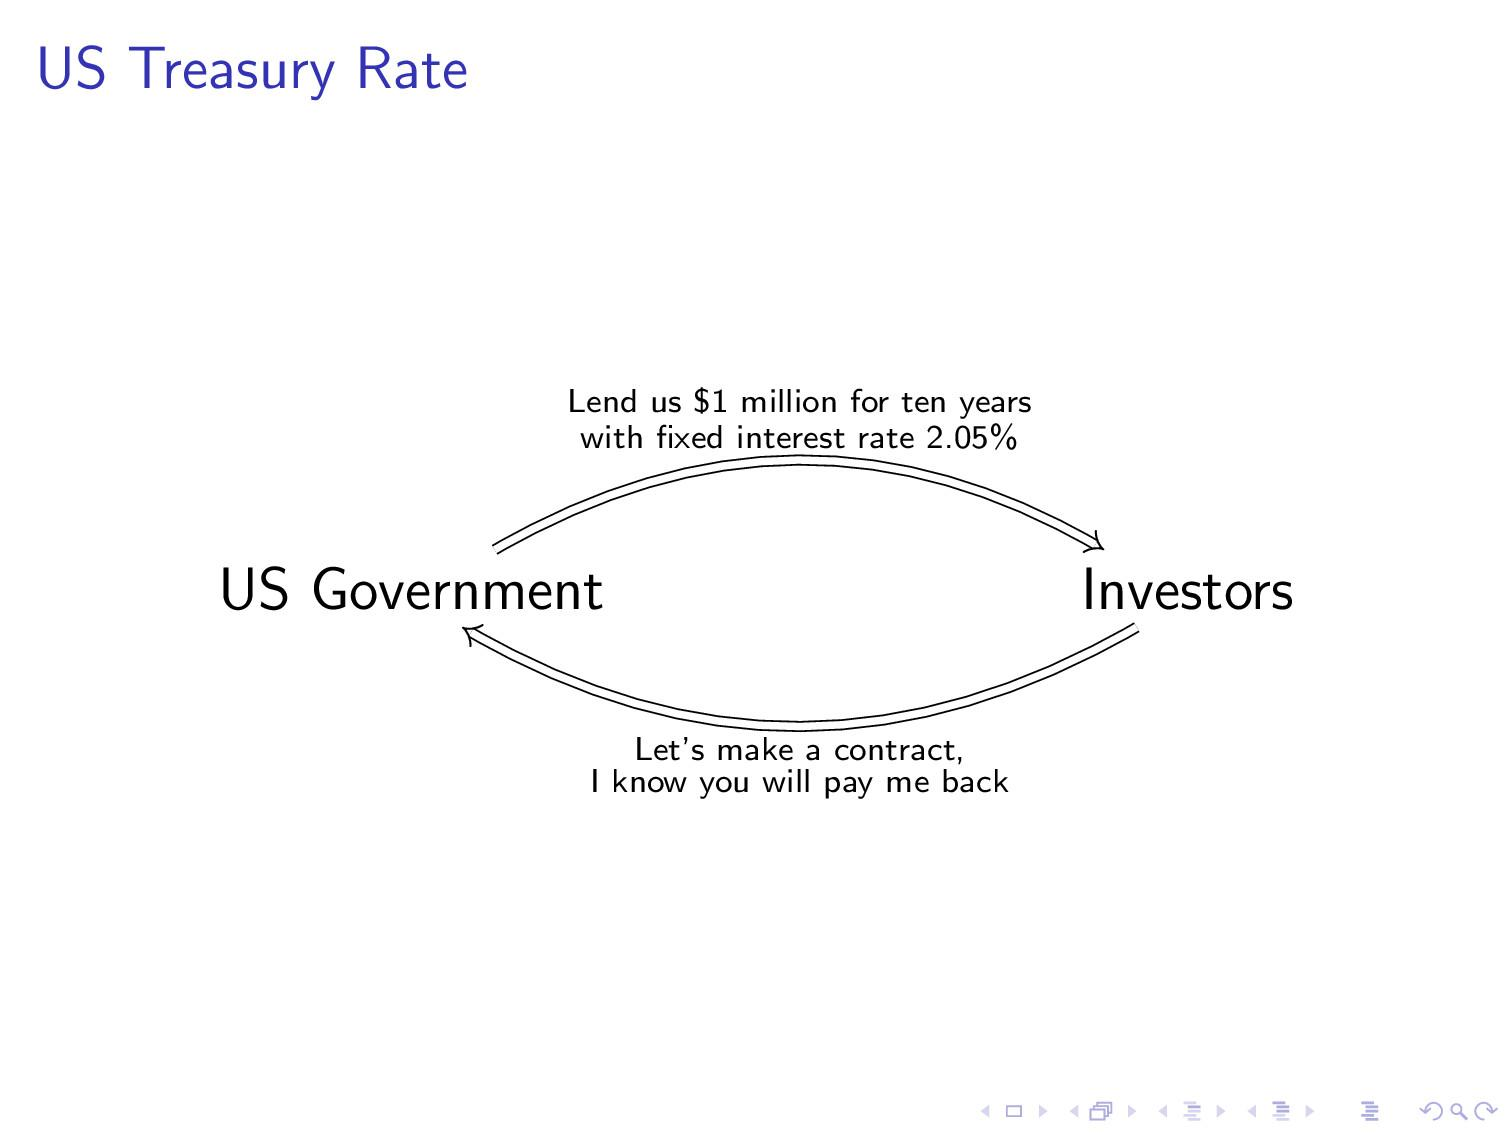 US Treasury Rate
Lend us $1 million for ten years
with fixed interest rate 2.05%
US Government
Investors
Let's make a contract,
I know you will pay me back